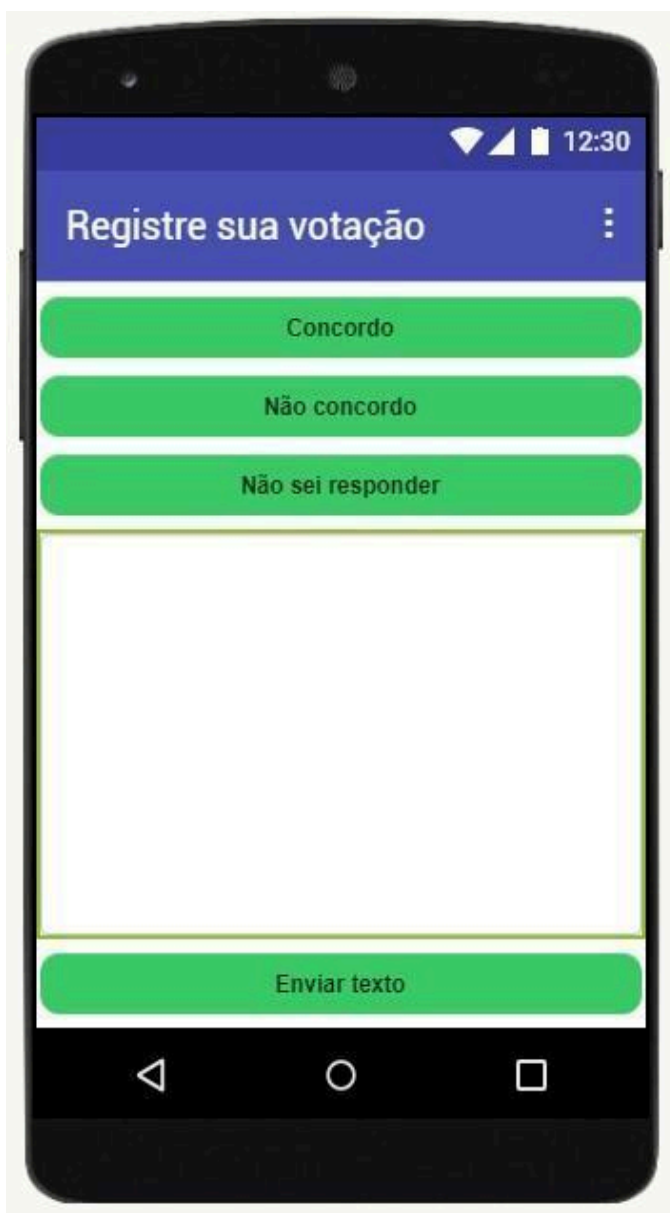 12:30
Registre sua votação
Concordo
Não concordo
Não sei responder
Enviar texto